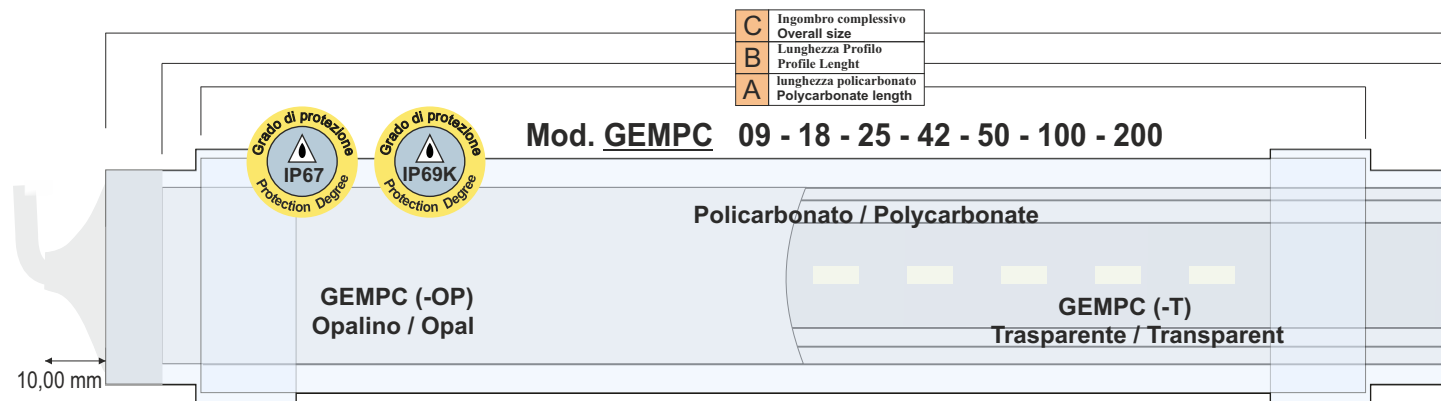 C Ingombro complessivo
Overall size
B Lunghezza Profilo
Profile Lenght
A lunghezza policarbonato
Polycarbonate length
Mod. GEMPC 09 - 18 - 25 - 42 - 50 - 100 - 200
Grado di protezione
IP67
Protection Degree
Grado di protezione
IP69K
Protection Degree
Policarbonato / Polycarbonate
GEMPC (-OP)
Opalino / Opal
GEMPC (-T)
Trasparente / Transparent
10,00 mm